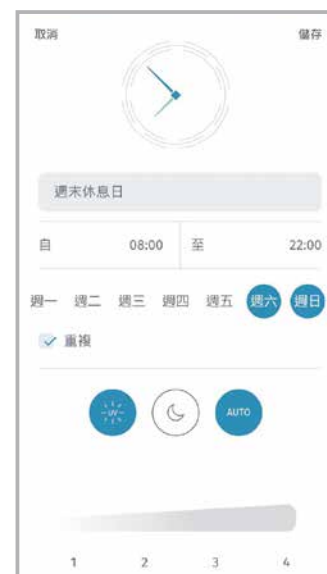 取消 儲存
週末休息日
自 08:00 至 22:00
週一 週二 週三 週四 週五 週六 週日
重複
UV AUTO
1 2 3 4